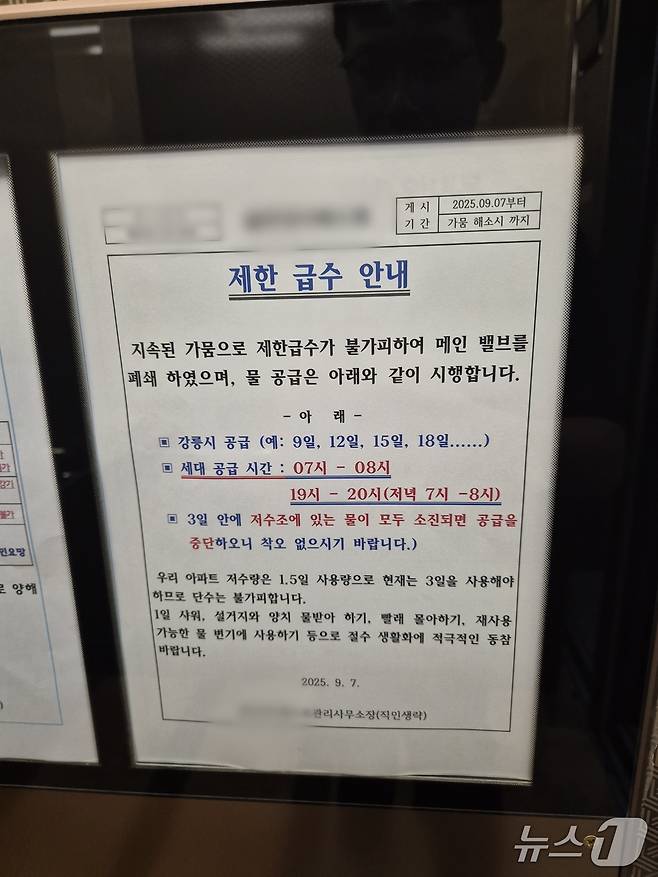 게 시
기 간
2025.09.07부터
가뭄 해소시 까지
제한 급수 안내
지속된 가뭄으로 제한급수가 불가피하여 메인 밸브를
폐쇄 하였으며, 물 공급은 아래와 같이 시행합니다.
- 아 래 -
▣ 강릉시 공급 (예: 9일, 12일, 15일, 18일......)
▣ 세대 공급 시간 : 07시 - 08시
19시 - 20시(저녁 7시 -8시)
▣ 3일 안에 저수조에 있는 물이 모두 소진되면 공급을
중단하오니 착오 없으시기 바랍니다.)
우리 아파트 저수량은 1.5일 사용량으로 현재는 3일을 사용해야
하므로 단수는 불가피합니다.
1일 샤워, 설거지와 양치 물받아 하기, 빨래 몰아하기, 재사용
가능한 물 변기에 사용하기 등으로 절수 생활화에 적극적인 동참
바랍니다.
2025. 9. 7.
관리사무소장(직인생략)
민요망
로 양해
뉴스1